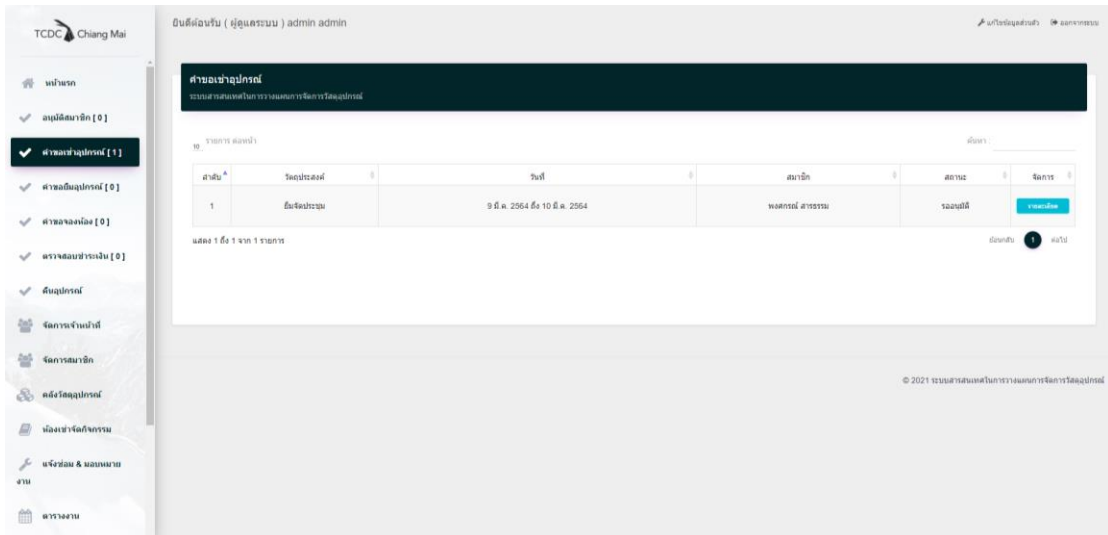 TCDC Chiang Mai
ยินดีต้อนรับ ( ผู้ดูแลระบบ ) admin admin
แก้ไขข้อมูลส่วนตัว ออกจากระบบ
หน้าแรก
อนุมัติสมาชิก [ 0 ]
คำขอเช่าอุปกรณ์ [ 1 ]
คำขอยืมอุปกรณ์ [ 0 ]
คำขอจองห้อง [ 0 ]
ตรวจสอบชำระเงิน [ 0 ]
คืนอุปกรณ์
จัดการเจ้าหน้าที่
จัดการสมาชิก
คลังวัสดุอุปกรณ์
ห้องเช่าจัดกิจกรรม
แจ้งซ่อม & มอบหมาย
งาน
ตารางงาน
คำขอเช่าอุปกรณ์
ระบบสารสนเทศในการวางแผนการจัดการวัสดุอุปกรณ์
10 รายการ ต่อหน้า
ค้นหา :
ลำดับ วัตถุประสงค์ วันที่ สมาชิก สถานะ จัดการ
1 ยืมจัดประชุม 9 มี.ค. 2564 ถึง 10 มี.ค. 2564 พงศกรณ์ สารธรรม รออนุมัติ รายละเอียด
แสดง 1 ถึง 1 จาก 1 รายการ
ย้อนกลับ 1 ต่อไป
© 2021 ระบบสารสนเทศในการวางแผนการจัดการวัสดุอุปกรณ์